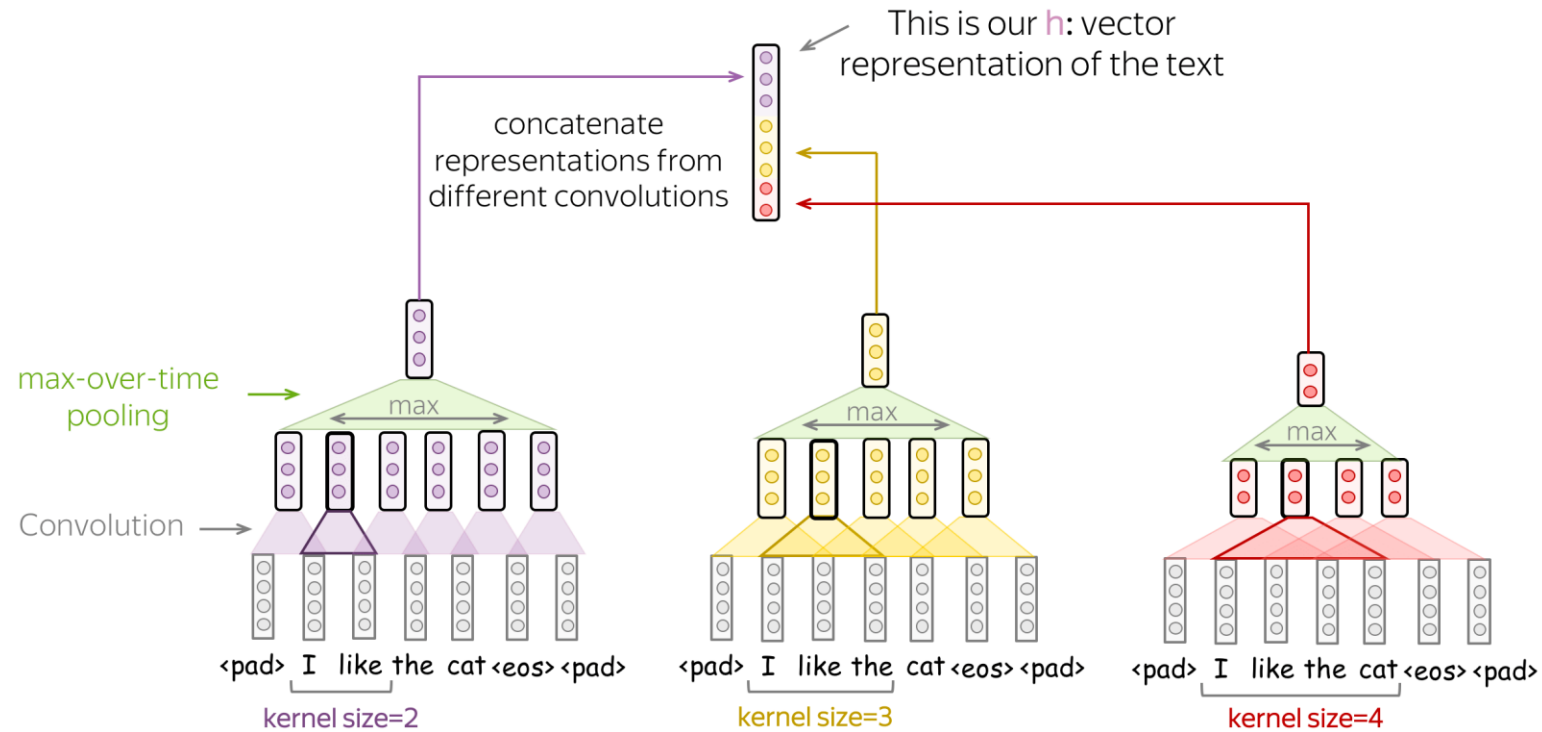 This is our h: vector
representation of the text
concatenate
representations from
different convolutions
max-over-time
pooling
max
max
max
Convolution
<pad> I like the cat <eos> <pad>
<pad> I like the cat <eos> <pad>
<pad> I like the cat <eos> <pad>
kernel size=2
kernel size=3
kernel size=4